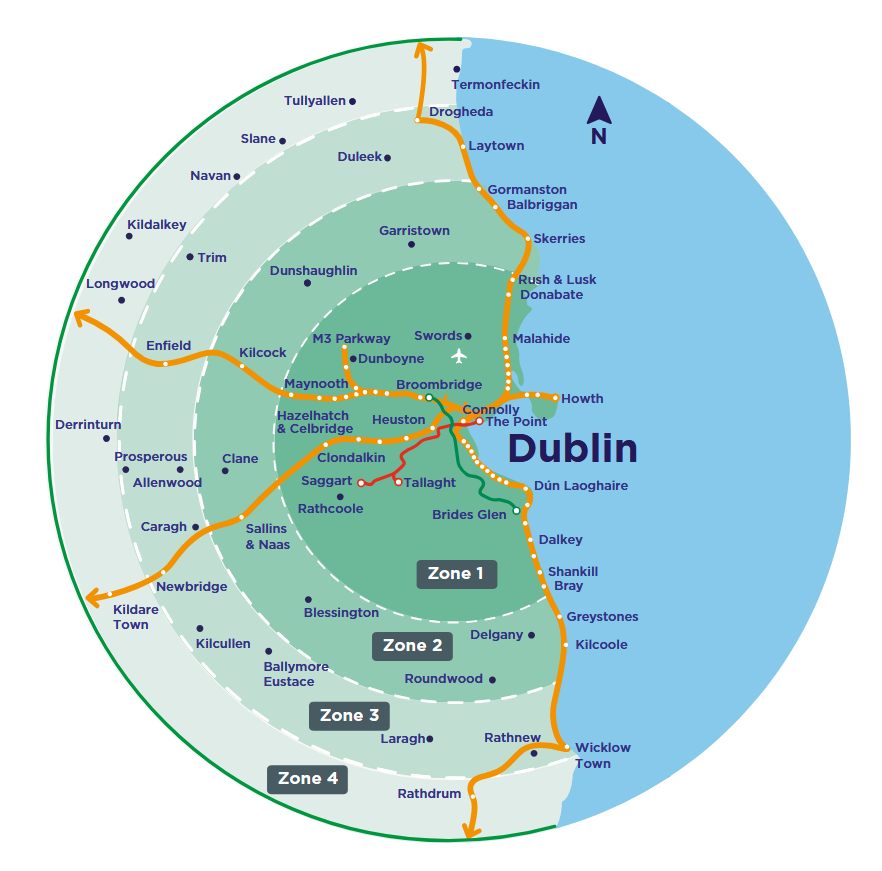 Termonfeckin
Tullyallen
Drogheda
N
Slane
Laytown
Duleek
Navan
Gormanston
Balbriggan
Kildalkey
Garristown
Skerries
Trim
Dunshaughlin
Longwood
Rush & Lusk
Donabate
M3 Parkway
Swords
Malahide
Enfield
Kilcock
Dunboyne
Maynooth
Broombridge
Howth
Hazelhatch
& Celbridge
Heuston
Connolly
The Point
Derrinturn
Dublin
Prosperous
Clane
Clondalkin
Allenwood
Saggart
Tallaght
Dún Laoghaire
Rathcoole
Brides Glen
Caragh
Sallins
& Naas
Dalkey
Zone 1
Shankill
Bray
Newbridge
Kildare
Town
Blessington
Greystones
Kilcullen
Zone 2
Delgany
Kilcoole
Ballymore
Eustace
Roundwood
Zone 3
Laragh
Rathnew
Wicklow
Town
Zone 4
Rathdrum